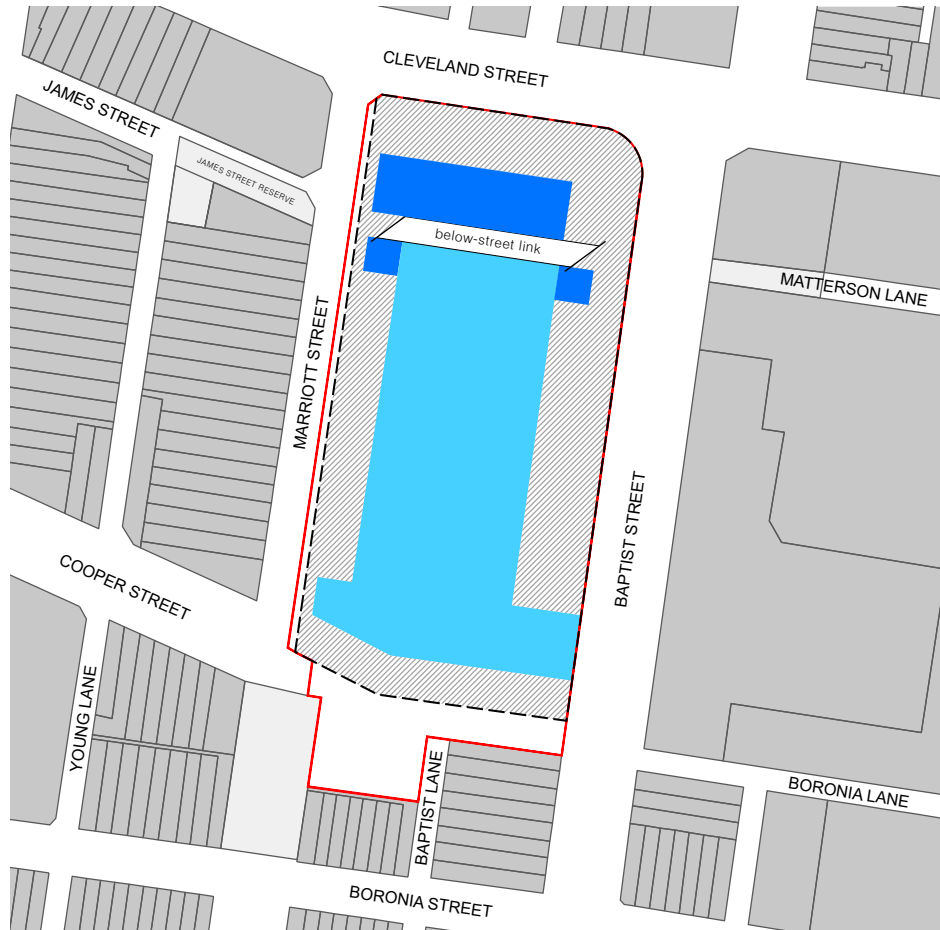 CLEVELAND STREET
JAMES STREET
JAMES STREET RESERVE
below-street link
MATTERSON LANE
MARRIOTT STREET
BAPTIST STREET
COOPER STREET
YOUNG LANE
BAPTIST LANE
BORONIA LANE
BORONIA STREET